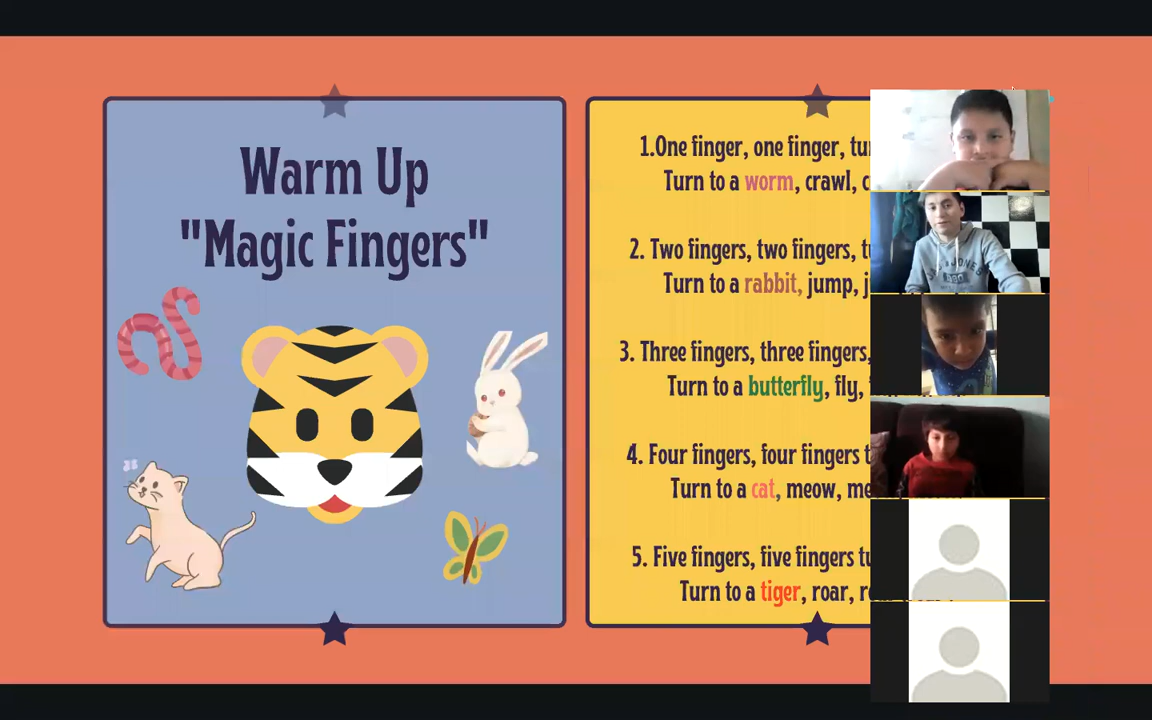 Warm Up
"Magic Fingers"
1.One finger, one finger,
Turn to a worm, crawl,
2. Two fingers, two fingers,
Turn to a rabbit, jump,
3. Three fingers, three fingers,
Turn to a butterfly, fly,
4. Four fingers, four fingers
Turn to a cat, meow,
5. Five fingers, five fingers
Turn to a tiger, roar,